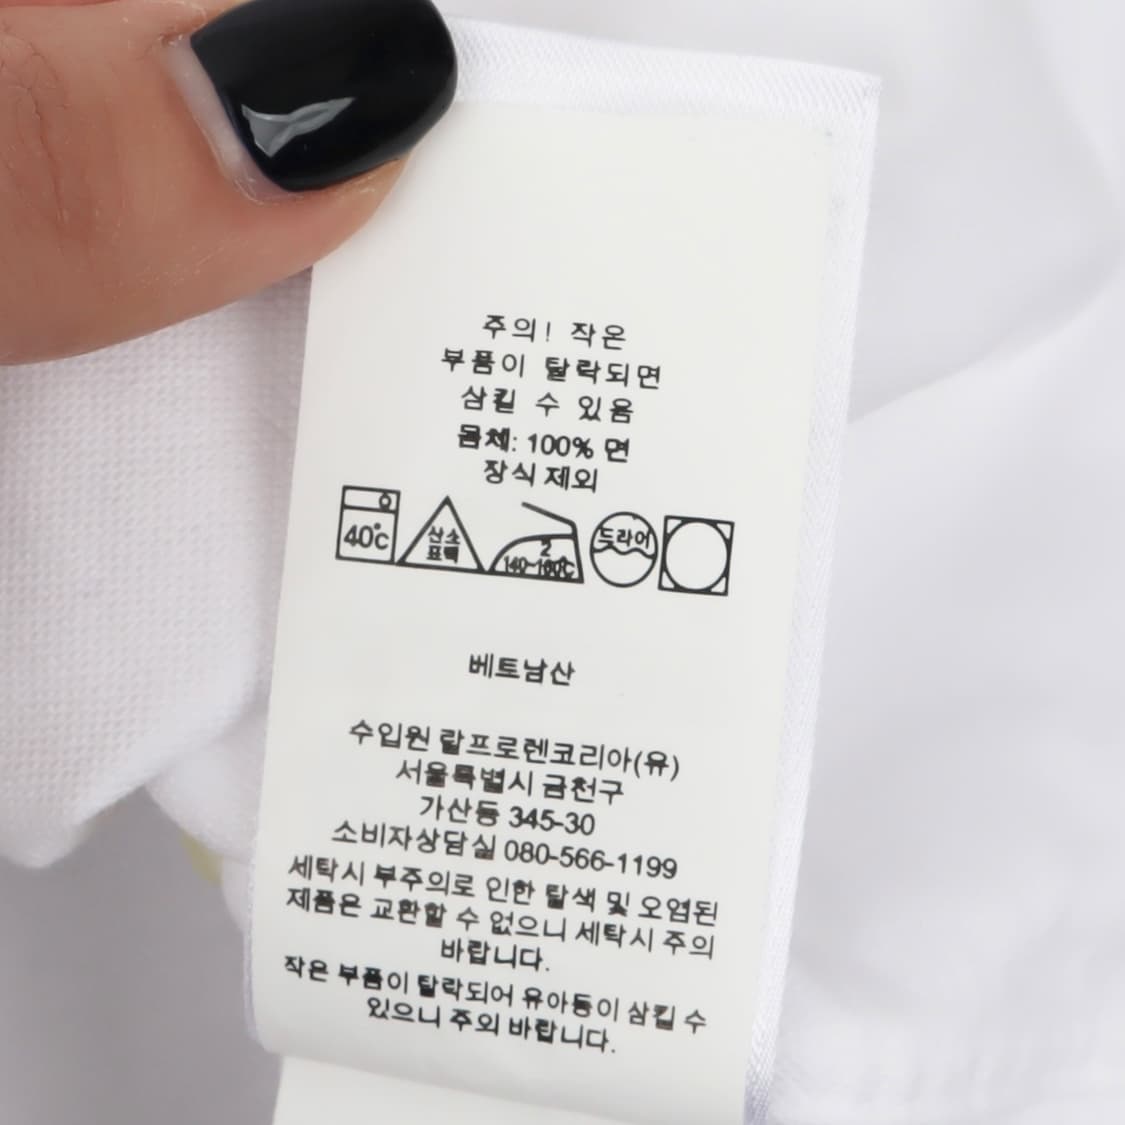 주의! 작은
부품이 탈락되면
삼킬 수 있음
몸체: 100% 면
장식 제외
40°c
산소
표백
2
140~160°C
드라이
베트남산
수입원 랄프로렌코리아(유)
서울특별시 금천구
가산동 345-30
소비자상담실 080-566-1199
세탁시 부주의로 인한 탈색 및 오염된
제품은 교환할 수 없으니 세탁시 주의
바랍니다.
작은 부품이 탈락되어 유아동이 삼킬 수
있으니 주의 바랍니다.